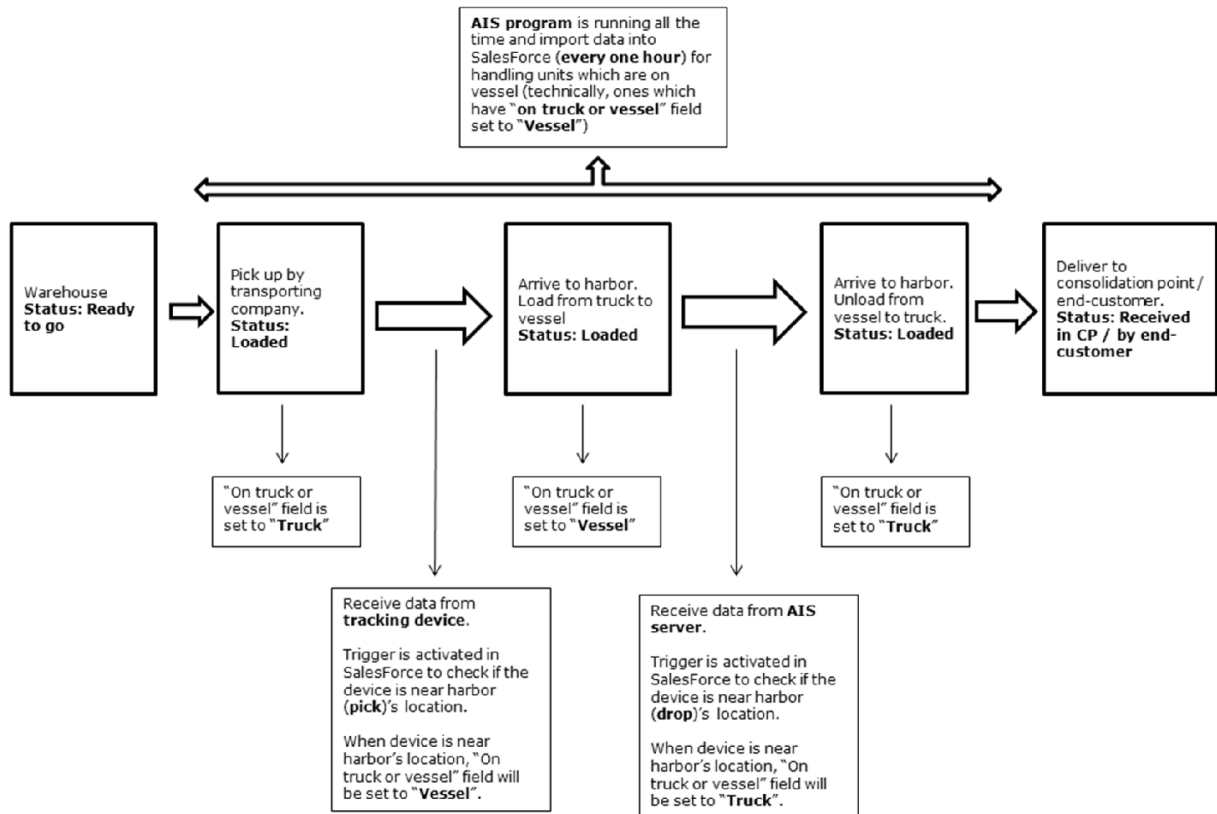 AIS program is running all the
time and import data into
SalesForce (every one hour) for
handling units which are on
vessel (technically, ones which
have “on truck or vessel” field
set to “Vessel”)
Warehouse
Status: Ready
to go
Pick up by
transporting
company.
Status:
Loaded
Arrive to harbor.
Load from truck to
vessel
Status: Loaded
Arrive to harbor.
Unload from
vessel to truck.
Status: Loaded
Deliver to
consolidation point/
end-customer.
Status: Received
in CP / by end-
customer
“On truck or
vessel” field is
set to “Truck”
“On truck or
vessel” field is
set to “Vessel”
“On truck or
vessel” field is
set to “Truck”
Receive data from
tracking device.
Trigger is activated in
SalesForce to check if the
device is near harbor
(pick)’s location.
When device is near
harbor’s location, “On
truck or vessel” field will
be set to “Vessel”.
Receive data from AIS
server.
Trigger is activated in
SalesForce to check if the
device is near harbor
(drop)’s location.
When device is near
harbor’s location, “On
truck or vessel” field will
be set to “Truck”.